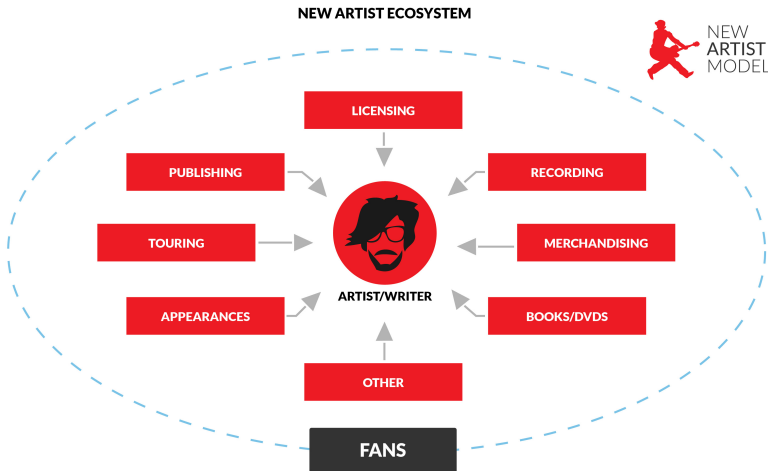 NEW ARTIST ECOSYSTEM
NEW
ARTIST
MODEL
LICENSING
PUBLISHING
RECORDING
TOURING
MERCHANDISING
ARTIST/WRITER
APPEARANCES
BOOKS/DVDS
OTHER
FANS